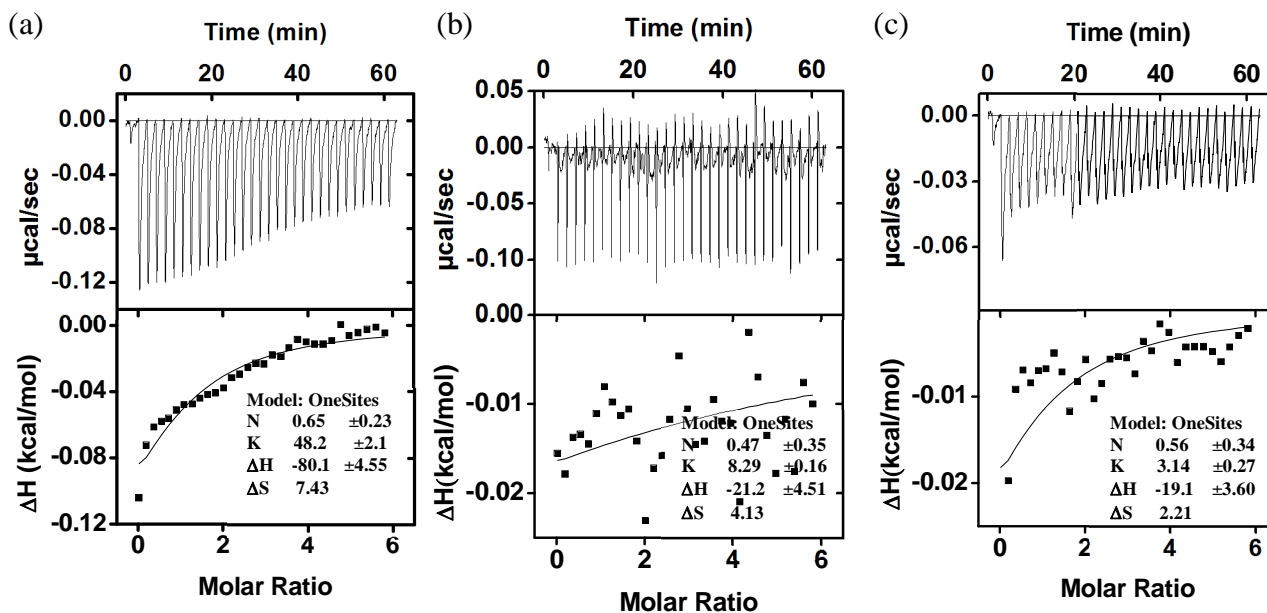 (a)
Time (min)
0 20 40 60
0.00
-0.04
-0.08
-0.12
µcal/sec
0.00
-0.04
-0.08
-0.12
ΔH (kcal/mol)
Model: OneSites
N 0.65 ±0.23
K 48.2 ±2.1
ΔH -80.1 ±4.55
ΔS 7.43
0 2 4 6
Molar Ratio
(b)
Time (min)
0 20 40 60
0.05
0.00
-0.05
-0.10
µcal/sec
0.00
-0.01
-0.02
ΔH(kcal/mol)
Model: OneSites
N 0.47 ±0.35
K 8.29 ±0.16
ΔH -21.2 ±4.51
ΔS 4.13
0 2 4 6
Molar Ratio
(c)
Time (min)
0 20 40 60
0.00
-0.03
-0.06
µcal/sec
0.00
-0.01
-0.02
ΔH(kcal/mol)
Model: OneSites
N 0.56 ±0.34
K 3.14 ±0.27
ΔH -19.1 ±3.60
ΔS 2.21
0 2 4 6
Molar Ratio